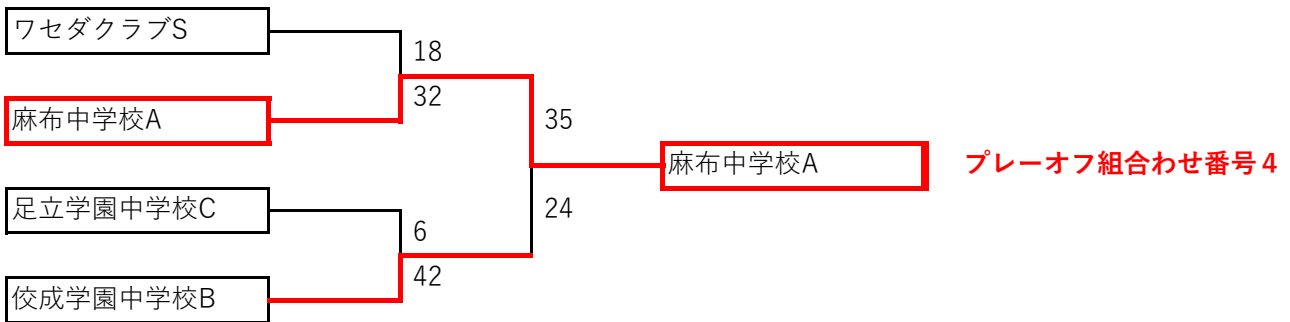 ワセダクラブS
18
32
麻布中学校A
35
麻布中学校A
プレーオフ組合わせ番号４
足立学園中学校C
24
6
42
佼成学園中学校B